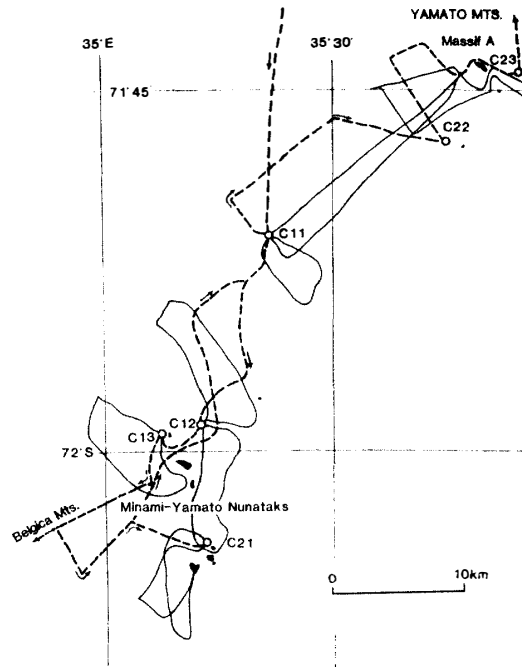 YAMATO MTS.
35°E
35°30'
Massif A
C23
71°45
C22
C11
C12
C13
72°S
Minami-Yamato Nunataks
Belgica Mts.
C21
0
10km